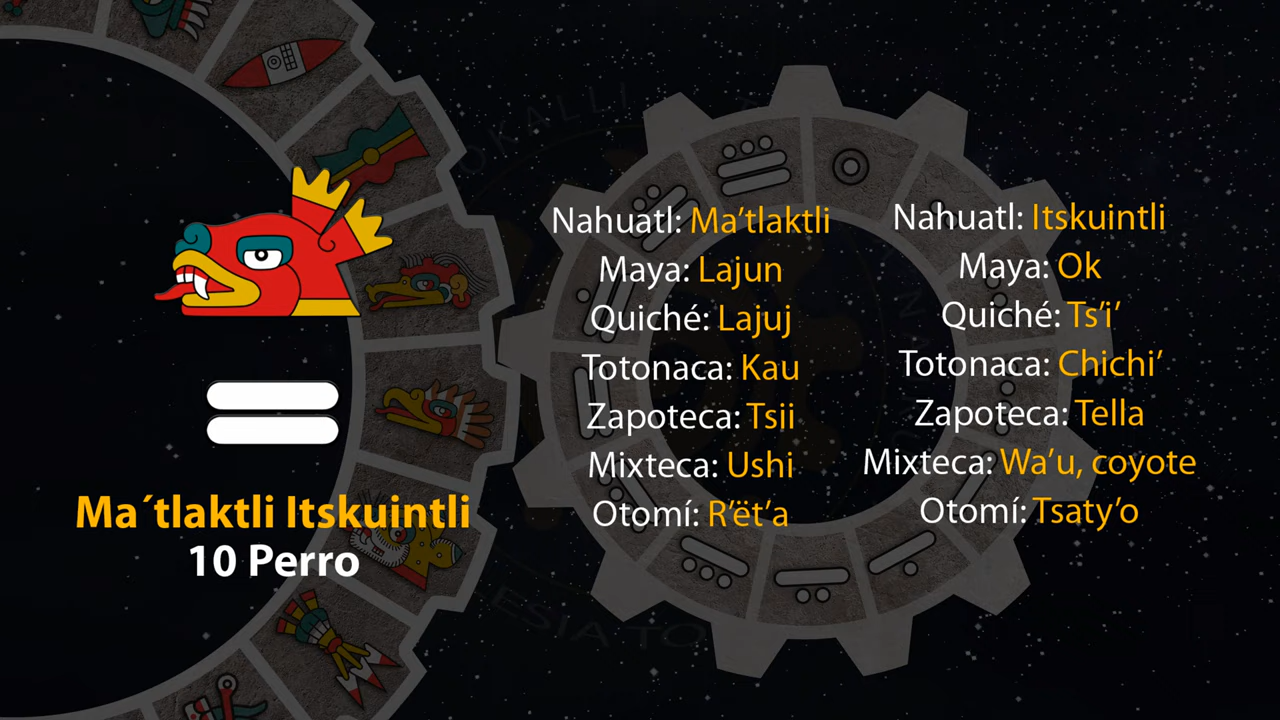 Ma´tlaktli Itskuintli
10 Perro
Nahuatl: Ma’tlaktli
Maya: Lajun
Quiché: Lajuj
Totonaca: Kau
Zapoteca: Tsii
Mixteca: Ushi
Otomí: R’ët’a
Nahuatl: Itskuintli
Maya: Ok
Quiché: Ts’i’
Totonaca: Chichi’
Zapoteca: Tella
Mixteca: Wa’u, coyote
Otomí: Tsaty’o